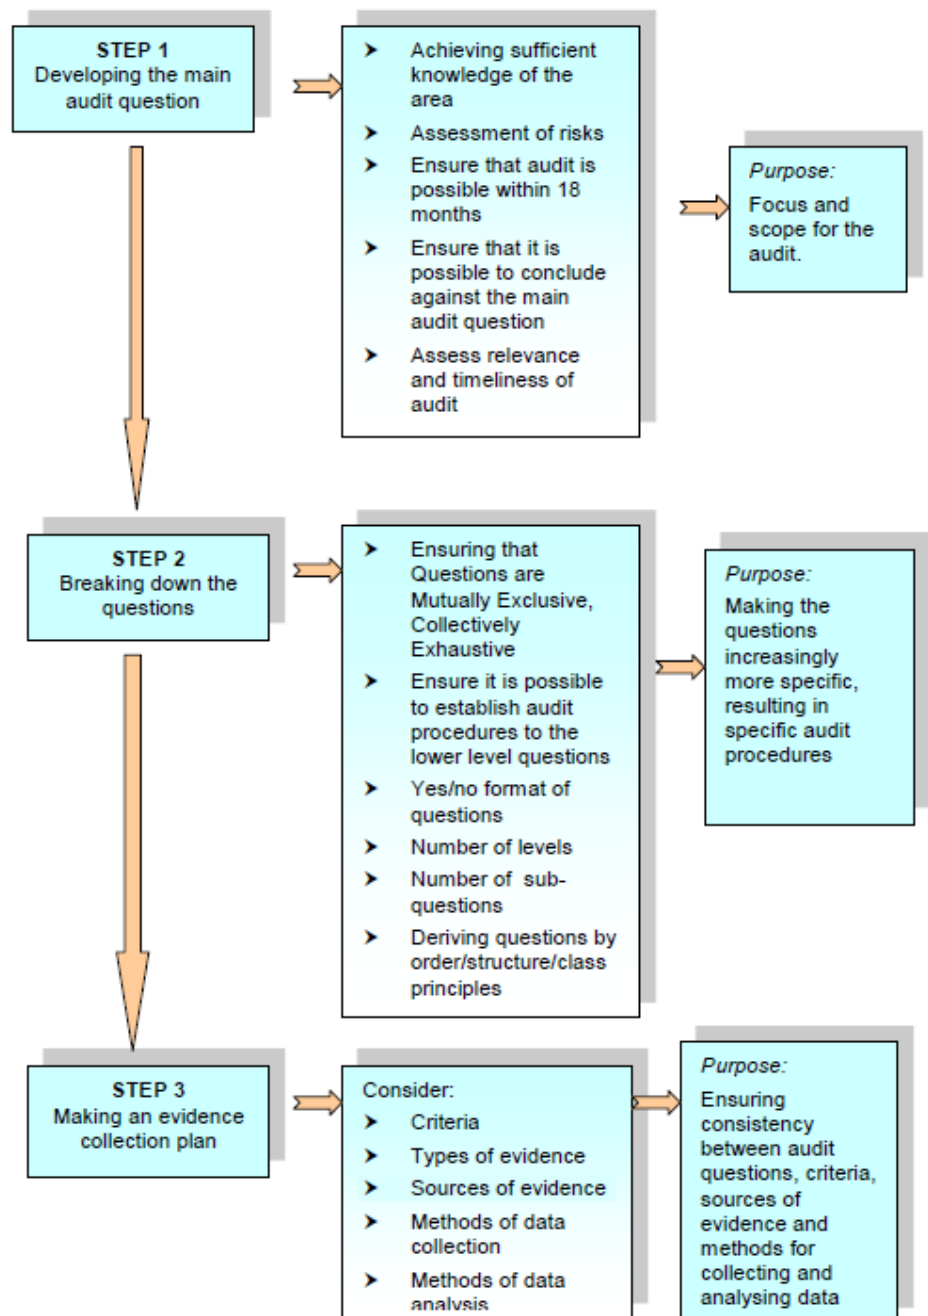 STEP 1
Developing the main
audit question
➤ Achieving sufficient
knowledge of the
area
➤ Assessment of risks
➤ Ensure that audit is
possible within 18
months
➤ Ensure that it is
possible to conclude
against the main
audit question
➤ Assess relevance
and timeliness of
audit
Purpose:
Focus and
scope for the
audit.
STEP 2
Breaking down the
questions
➤ Ensuring that
Questions are
Mutually Exclusive,
Collectively
Exhaustive
➤ Ensure it is possible
to establish audit
procedures to the
lower level questions
➤ Yes/no format of
questions
➤ Number of levels
➤ Number of sub-
questions
➤ Deriving questions by
order/structure/class
principles
Purpose:
Making the
questions
increasingly
more specific,
resulting in
specific audit
procedures
STEP 3
Making an evidence
collection plan
Consider:
➤ Criteria
➤ Types of evidence
➤ Sources of evidence
➤ Methods of data
collection
➤ Methods of data
analysis
Purpose:
Ensuring
consistency
between audit
questions, criteria,
sources of
evidence and
methods for
collecting and
analysing data